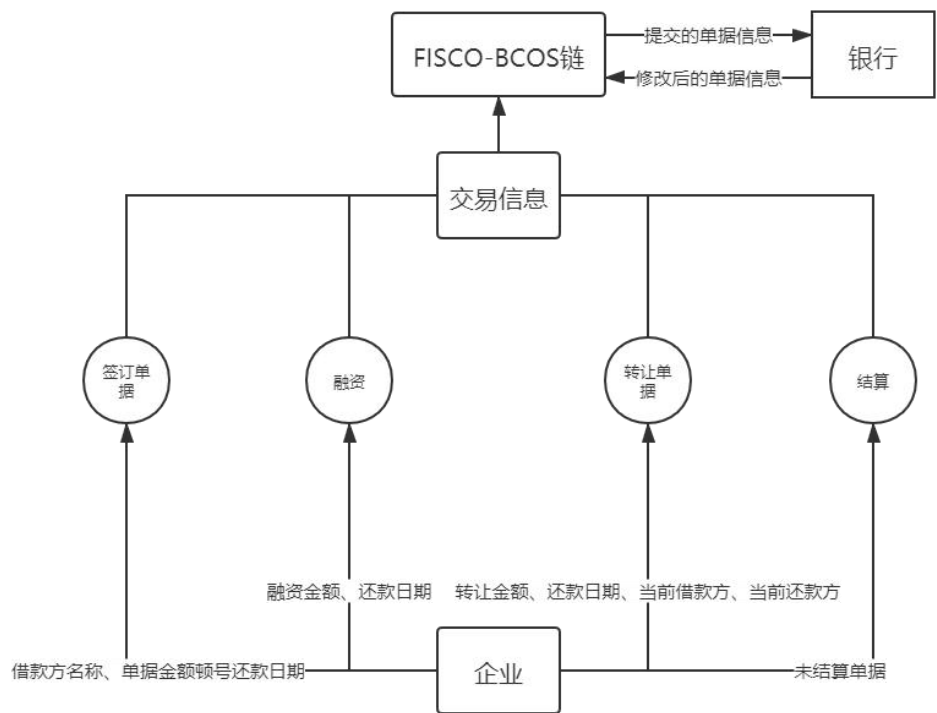 提交的单据信息
FISCO-BCOS链
银行
修改后的单据信息
交易信息
签订单
据
融资
转让单
据
结算
融资金额、还款日期
转让金额、还款日期、当前借款方、当前还款方
借款方名称、单据金额顿号还款日期
企业
未结算单据